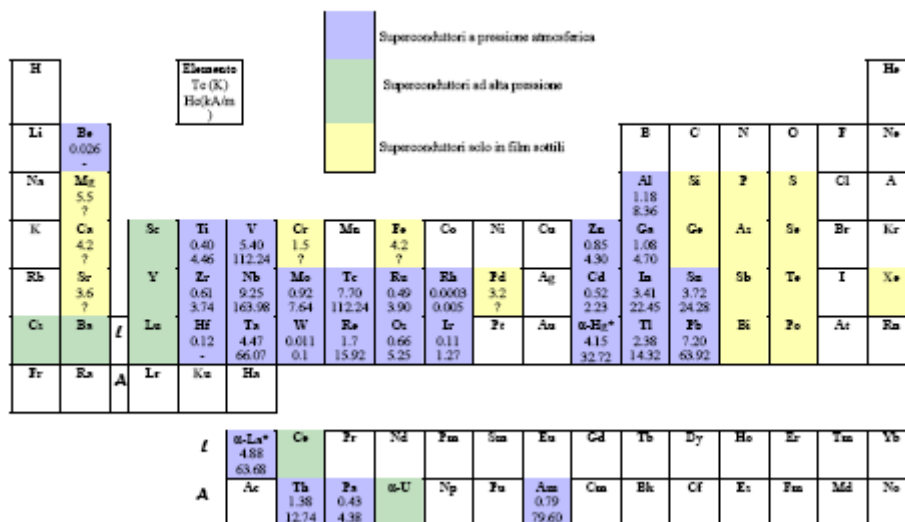 Superconduttori a pressione atmosferica
H Elemento He
Tc (K)
Hc(kA/m
)
Superconduttori ad alta pressione
Li Be B C N O F Ne
0.026
-
Superconduttori solo in film sottili
Na Mg Al Si P S Cl A
5.5 1.18
? 8.36
K Ca Sc Ti V Cr Mn Fe Co Ni Cu Zn Ga Ge As Se Br Kr
4.2 0.40 5.40 1.5 4.2 0.85 1.08
? 4.46 112.24 ? ? 4.30 4.70
Rb Sr Y Zr Nb Mo Tc Ru Rh Pd Ag Cd In Sn Sb Te I Xe
3.6 0.61 9.25 0.92 7.70 0.49 0.0003 3.2 0.52 3.41 3.72
? 3.74 163.98 7.64 112.24 3.90 0.005 ? 2.23 22.45 24.28
Cs Ba ℓ Lu Hf Ta W Re Os Ir Pt Au α-Hg* Tl Pb Bi Po At Rn
0.12 4.47 0.011 1.7 0.66 0.11 4.15 2.38 7.20
- 66.07 0.1 15.92 5.25 1.27 32.72 14.32 63.92
Fr Ra A Lr Ku Ha
ℓ α-La* Ce Pr Nd Pm Sm Eu Gd Tb Dy Ho Er Tm Yb
4.88
63.68
A Ac Th Pa α-U Np Pu Am Cm Bk Cf Es Fm Md No
1.38 0.43 0.79
12.74 4.38 79.60